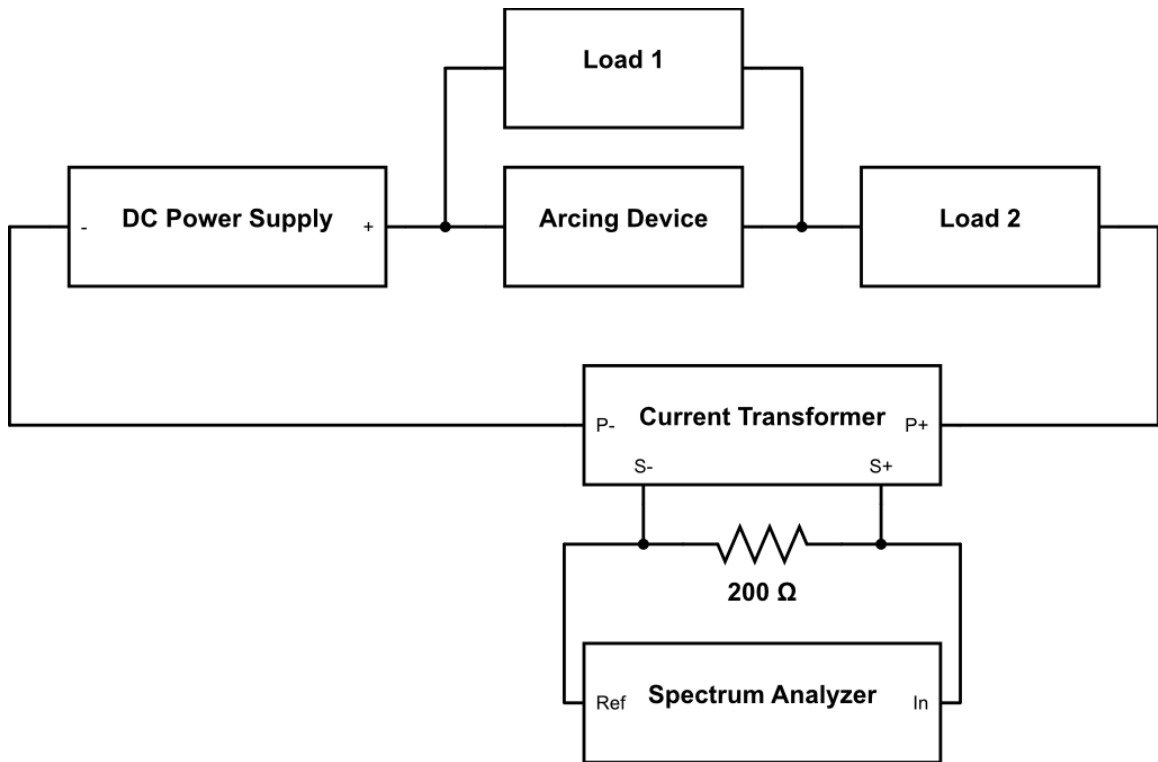 Load 1
- DC Power Supply +
Arcing Device
Load 2
P- Current Transformer P+
S- S+
200 Ω
Ref Spectrum Analyzer In